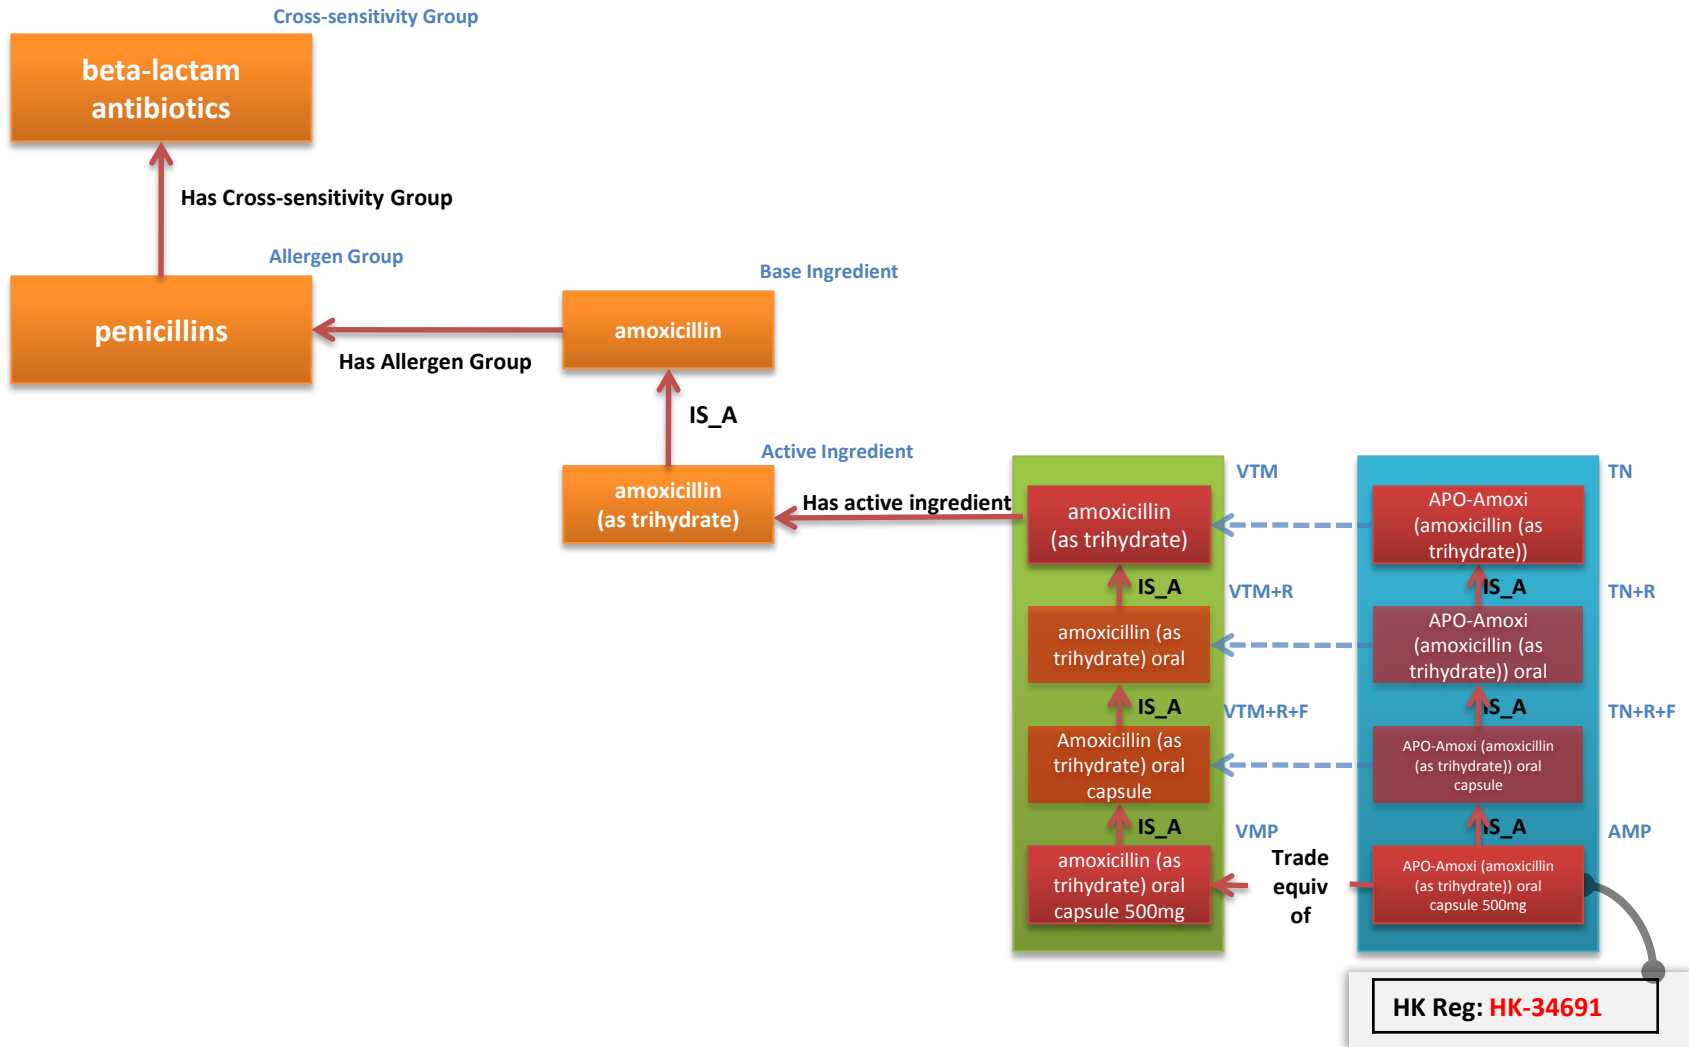 Cross-sensitivity Group
beta-lactam
antibiotics
Has Cross-sensitivity Group
Allergen Group
penicillins
Has Allergen Group
Base Ingredient
amoxicillin
IS_A
Active Ingredient
amoxicillin
(as trihydrate)
Has active ingredient
VTM
amoxicillin
(as trihydrate)
IS_A
VTM+R
amoxicillin (as
trihydrate) oral
IS_A
VTM+R+F
Amoxicillin (as
trihydrate) oral
capsule
IS_A
VMP
amoxicillin (as
trihydrate) oral
capsule 500mg
Trade
equiv
of
TN
APO-Amoxi
(amoxicillin (as
trihydrate))
IS_A
TN+R
APO-Amoxi
(amoxicillin (as
trihydrate)) oral
IS_A
TN+R+F
APO-Amoxi (amoxicillin
(as trihydrate)) oral
capsule
IS_A
AMP
APO-Amoxi (amoxicillin
(as trihydrate)) oral
capsule 500mg
HK Reg: HK-34691